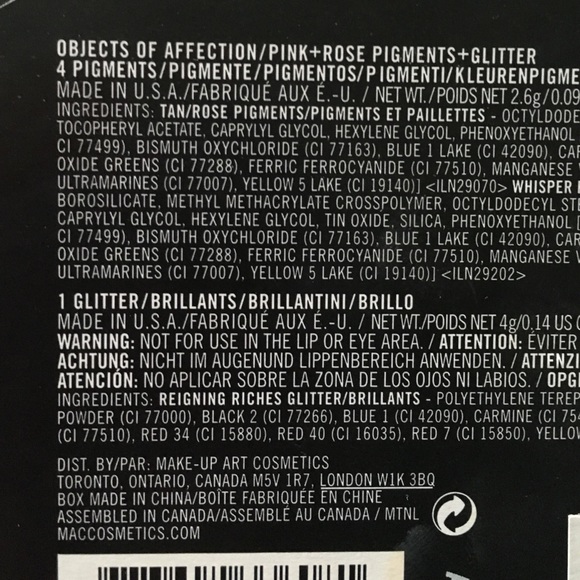 OBJECTS OF AFFECTION/PINK+ROSE PIGMENTS+GLITTER
4 PIGMENTS/PIGMENTE/PIGMENTOS/PIGMENTI/KLEURENPIGME
MADE IN U.S.A./FABRIQUÉ AUX É.-U. / NET WT./POIDS NET 2.6g/0.09
INGREDIENTS: TAN/ROSE PIGMENTS/PIGMENTS ET PAILLETTES - OCTYLDODE
TOCOPHERYL ACETATE, CAPRYLYL GLYCOL, HEXYLENE GLYCOL, PHENOXYETHANOL
CI 77499), BISMUTH OXYCHLORIDE (CI 77163), BLUE 1 LAKE (CI 42090), CAR
OXIDE GREENS (CI 77288), FERRIC FERROCYANIDE (CI 77510), MANGANESE V
ULTRAMARINES (CI 77007), YELLOW 5 LAKE (CI 19140)] <ILN29070> WHISPER
BOROSILICATE, METHYL METHACRYLATE CROSSPOLYMER, OCTYLDODECYL STE
CAPRYLYL GLYCOL, HEXYLENE GLYCOL, TIN OXIDE, SILICA, PHENOXYETHANOL [
CI 77499), BISMUTH OXYCHLORIDE (CI 77163), BLUE 1 LAKE (CI 42090), CAR
OXIDE GREENS (CI 77288), FERRIC FERROCYANIDE (CI 77510), MANGANESE V
ULTRAMARINES (CI 77007), YELLOW 5 LAKE (CI 19140)] <ILN29202>
1 GLITTER/BRILLANTS/BRILLANTINI/BRILLO
MADE IN U.S.A./FABRIQUÉ AUX É.-U. / NET WT./POIDS NET 4g/0.14 US
WARNING: NOT FOR USE IN THE LIP OR EYE AREA. / ATTENTION: ÉVITER
ACHTUNG: NICHT IM AUGENUND LIPPENBEREICH ANWENDEN. / ATTENZI
ATENCIÓN: NO APLICAR SOBRE LA ZONA DE LOS OJOS NI LABIOS. / OPG
INGREDIENTS: REIGNING RICHES GLITTER/BRILLANTS - POLYETHYLENE TEREP
POWDER (CI 77000), BLACK 2 (CI 77266), BLUE 1 (CI 42090), CARMINE (CI 754
(CI 77510), RED 34 (CI 15880), RED 40 (CI 16035), RED 7 (CI 15850), YELLO
DIST. BY/PAR: MAKE-UP ART COSMETICS
TORONTO, ONTARIO, CANADA M5V 1R7, LONDON W1K 3BQ
BOX MADE IN CHINA/BOÎTE FABRIQUÉE EN CHINE
ASSEMBLED IN CANADA/ASSEMBLÉ AU CANADA / MTNL
MACCOSMETICS.COM